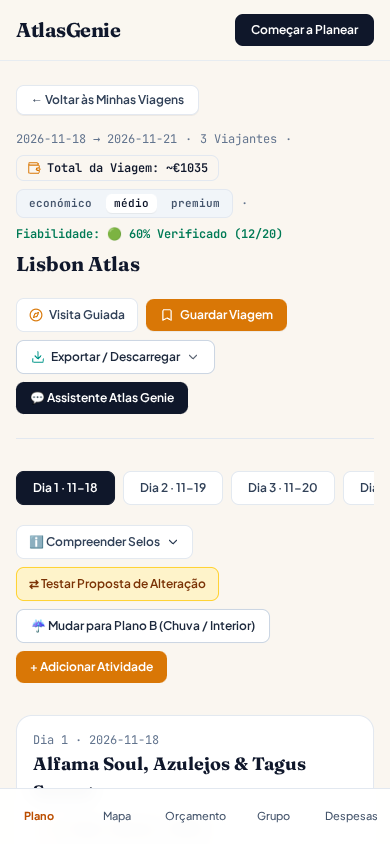 AtlasGenie
Começar a Planear
← Voltar às Minhas Viagens
2026-11-18 → 2026-11-21 · 3 Viajantes ·
Total da Viagem: ~€1035
económico médio premium ·
Fiabilidade: 🟢 60% Verificado (12/20)
Lisbon Atlas
Visita Guiada
Guardar Viagem
Exportar / Descarregar
💬 Assistente Atlas Genie
Dia 1 · 11-18
Dia 2 · 11-19
Dia 3 · 11-20
ℹ️ Compreender Selos
⇄ Testar Proposta de Alteração
☔ Mudar para Plano B (Chuva / Interior)
+ Adicionar Atividade
Dia 1 · 2026-11-18
Alfama Soul, Azulejos & Tagus
Plano
Mapa
Orçamento
Grupo
Despesas